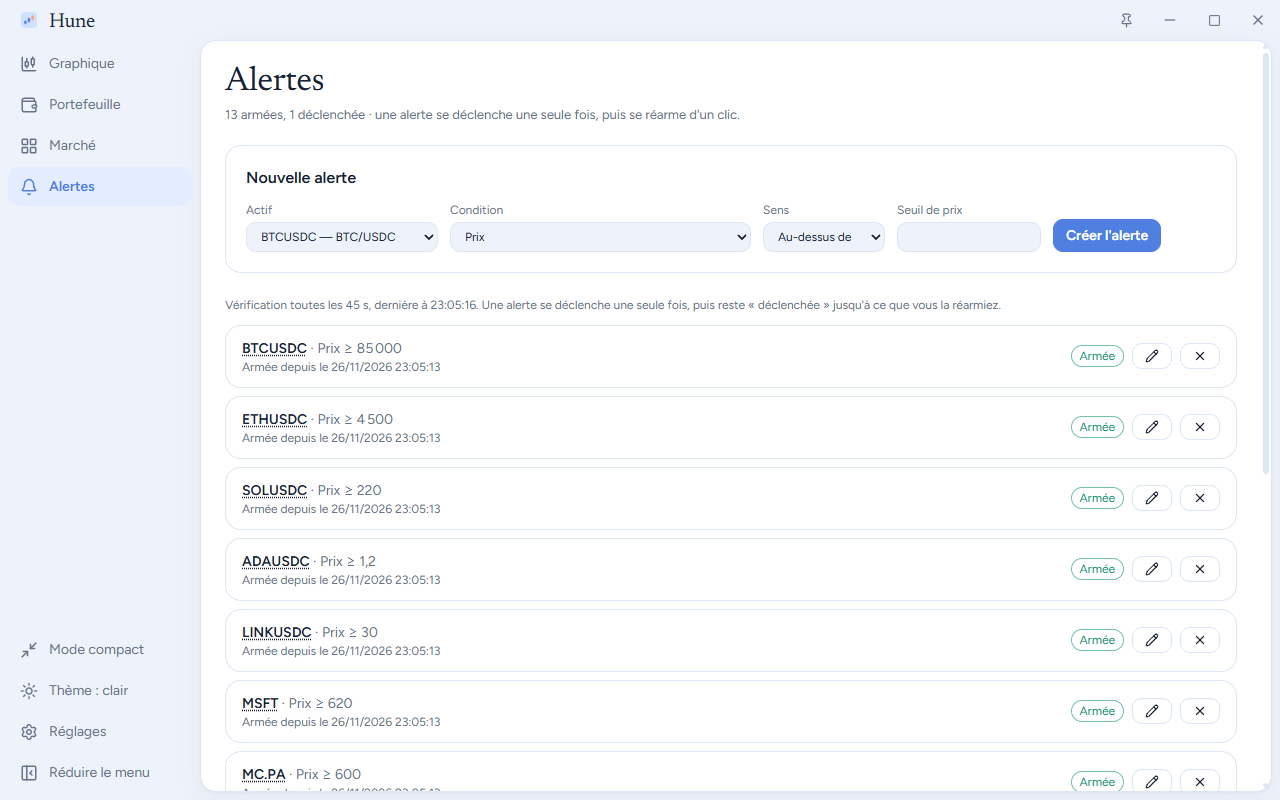 Hune
Graphique
Portefeuille
Marché
Alertes
Mode compact
Thème : clair
Réglages
Réduire le menu
Alertes
13 armées, 1 déclenchée · une alerte se déclenche une seule fois, puis se réarme d'un clic.
Nouvelle alerte
Actif Condition Sens Seuil de prix
BTCUSDC — BTC/USDC Prix Au-dessus de Créer l'alerte
Vérification toutes les 45 s, dernière à 23:05:16. Une alerte se déclenche une seule fois, puis reste « déclenchée » jusqu'à ce que vous la réarmiez.
BTCUSDC · Prix ≥ 85 000
Armée depuis le 26/11/2026 23:05:13
Armée
ETHUSDC · Prix ≥ 4 500
Armée depuis le 26/11/2026 23:05:13
Armée
SOLUSDC · Prix ≥ 220
Armée depuis le 26/11/2026 23:05:13
Armée
ADAUSDC · Prix ≥ 1,2
Armée depuis le 26/11/2026 23:05:13
Armée
LINKUSDC · Prix ≥ 30
Armée depuis le 26/11/2026 23:05:13
Armée
MSFT · Prix ≥ 620
Armée depuis le 26/11/2026 23:05:13
Armée
MC.PA · Prix ≥ 600
Armée